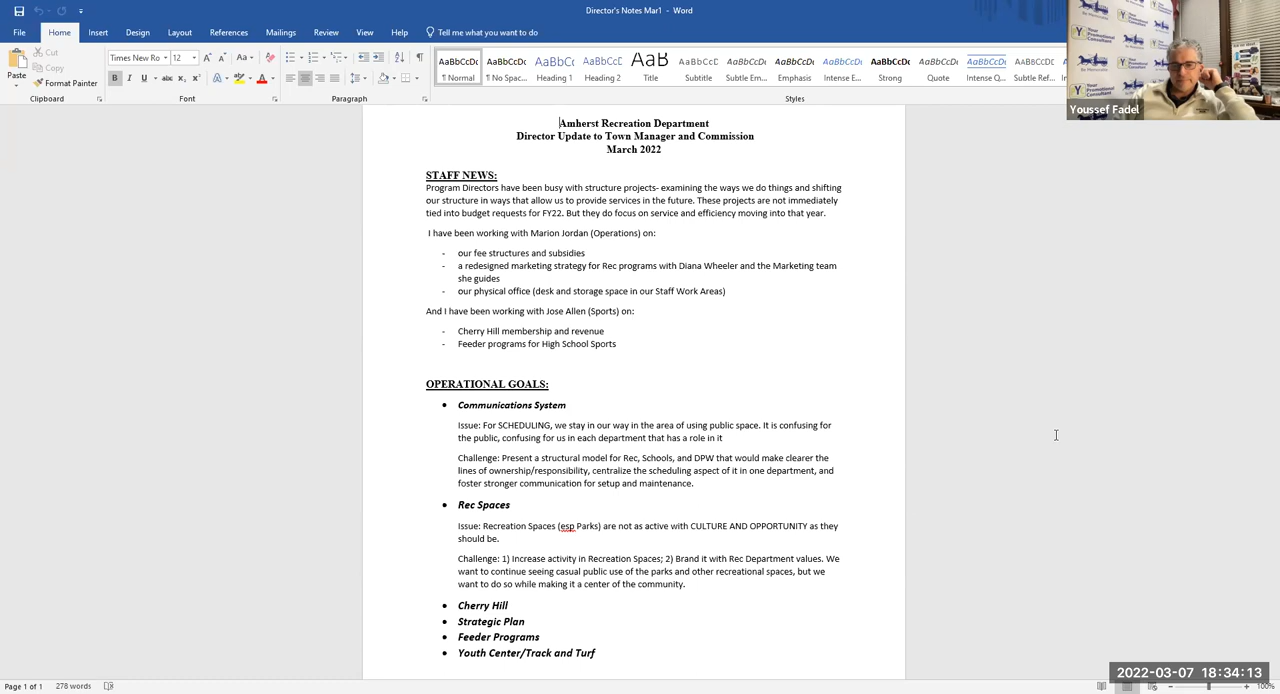 Director's Notes Mar1 - Word
File Home Insert Design Layout References Mailings Review View Help Tell me what you want to do
Paste
Cut
Copy
Format Painter
Clipboard
Times New Ro 12
Font
Paragraph
AaBbCcDc AaBbCcDc AaBbCc AaBbCcC AaB AaBbCcC AaBbCcDc AaBbCcDc AaBbCcDc AaBbCcDc AaBbCcDc AaBbCcDc AaBbCcDc
¶ Normal ¶ No Spac... Heading 1 Heading 2 Title Subtitle Subtle Em... Emphasis Intense E... Strong Quote Intense Q... Subtle Ref...
Styles
Your Promotional Consultant
Youssef Fadel
Amherst Recreation Department
Director Update to Town Manager and Commission
March 2022
STAFF NEWS:
Program Directors have been busy with structure projects- examining the ways we do things and shifting
our structure in ways that allow us to provide services in the future. These projects are not immediately
tied into budget requests for FY22. But they do focus on service and efficiency moving into that year.
I have been working with Marion Jordan (Operations) on:
- our fee structures and subsidies
- a redesigned marketing strategy for Rec programs with Diana Wheeler and the Marketing team
she guides
- our physical office (desk and storage space in our Staff Work Areas)
And I have been working with Jose Allen (Sports) on:
- Cherry Hill membership and revenue
- Feeder programs for High School Sports
OPERATIONAL GOALS:
• Communications System
Issue: For SCHEDULING, we stay in our way in the area of using public space. It is confusing for
the public, confusing for us in each department that has a role in it
Challenge: Present a structural model for Rec, Schools, and DPW that would make clearer the
lines of ownership/responsibility, centralize the scheduling aspect of it in one department, and
foster stronger communication for setup and maintenance.
• Rec Spaces
Issue: Recreation Spaces (esp Parks) are not as active with CULTURE AND OPPORTUNITY as they
should be.
Challenge: 1) Increase activity in Recreation Spaces; 2) Brand it with Rec Department values. We
want to continue seeing casual public use of the parks and other recreational spaces, but we
want to do so while making it a center of the community.
• Cherry Hill
• Strategic Plan
• Feeder Programs
• Youth Center/Track and Turf
2022-03-07 18:34:13
Page 1 of 1 278 words
100%